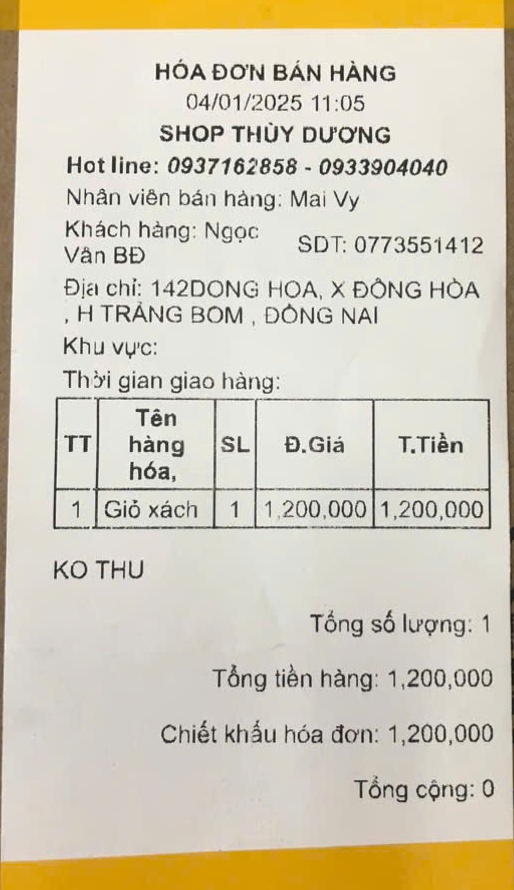 HÓA ĐƠN BÁN HÀNG
04/01/2025 11:05
SHOP THÙY DƯƠNG
Hot line: 0937162858 - 0933904040
Nhân viên bán hàng: Mai Vy
Khách hàng: Ngọc Vân BĐ SDT: 0773551412
Địa chỉ: 142DONG HOA, X ĐÔNG HÒA
, H TRẢNG BOM , ĐỒNG NAI
Khu vực:
Thời gian giao hàng:
TT Tên hàng hóa, SL Đ.Giá T.Tiền
1 Giỏ xách 1 1,200,000 1,200,000
KO THU
Tổng số lượng: 1
Tổng tiền hàng: 1,200,000
Chiết khấu hóa đơn: 1,200,000
Tổng cộng: 0